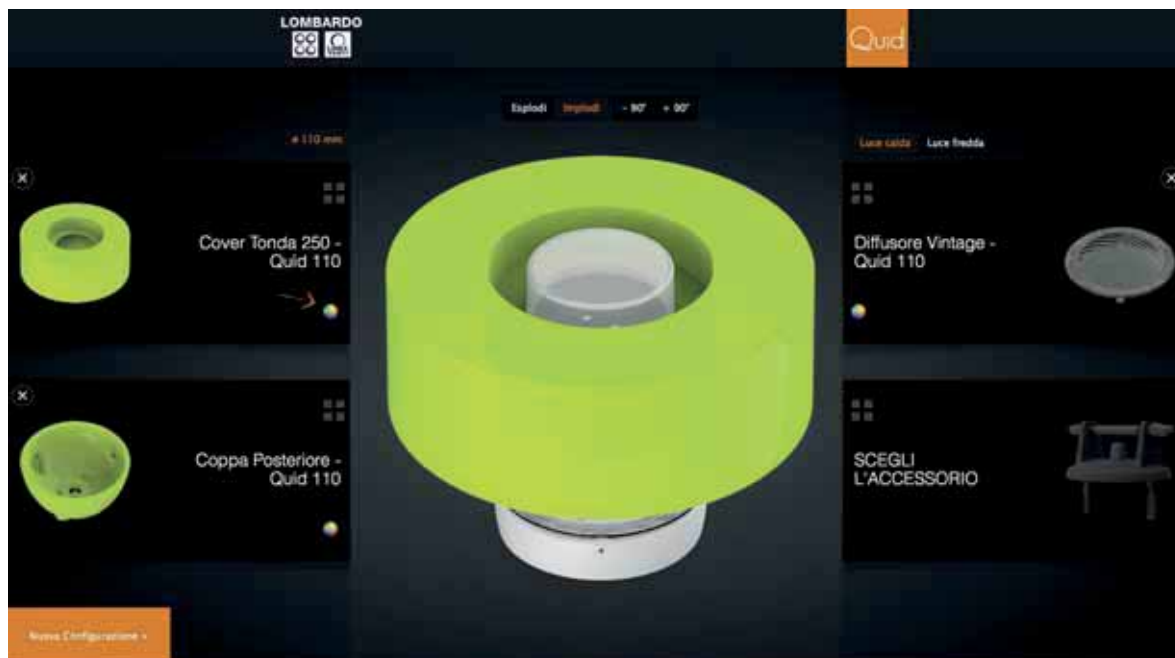 LOMBARDO
Quid
Esplodi Implodi - 90° + 90°
ø 110 mm
Luce calda Luce fredda
Cover Tonda 250 -
Quid 110
Diffusore Vintage -
Quid 110
Coppa Posteriore -
Quid 110
SCEGLI
L'ACCESSORIO
Nuova Configurazione +